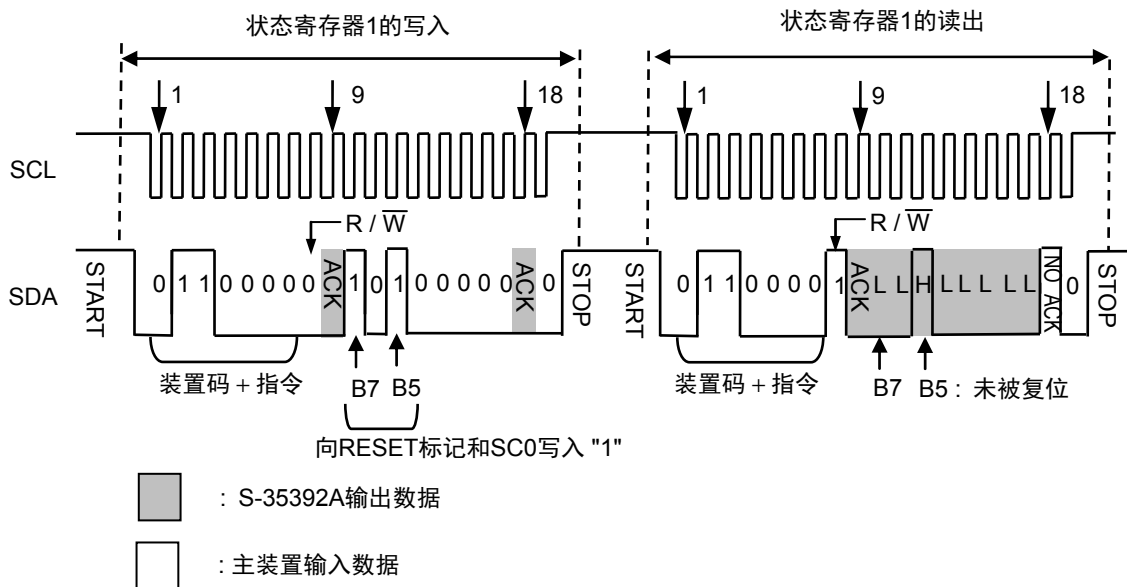 状态寄存器1的写入 状态寄存器1的读出
1 9 18 1 9 18
SCL
R / W R / W
SDA START 0 1 1 0 0 0 0 0 ACK 1 0 1 0 0 0 0 0 ACK 0 STOP START 0 1 1 0 0 0 0 1 ACK L L H L L L L L NO ACK 0 STOP
装置码 + 指令 B7 B5 装置码 + 指令 B7 B5 : 未被复位
向RESET标记和SC0写入 "1"
: S-35392A输出数据
: 主装置输入数据